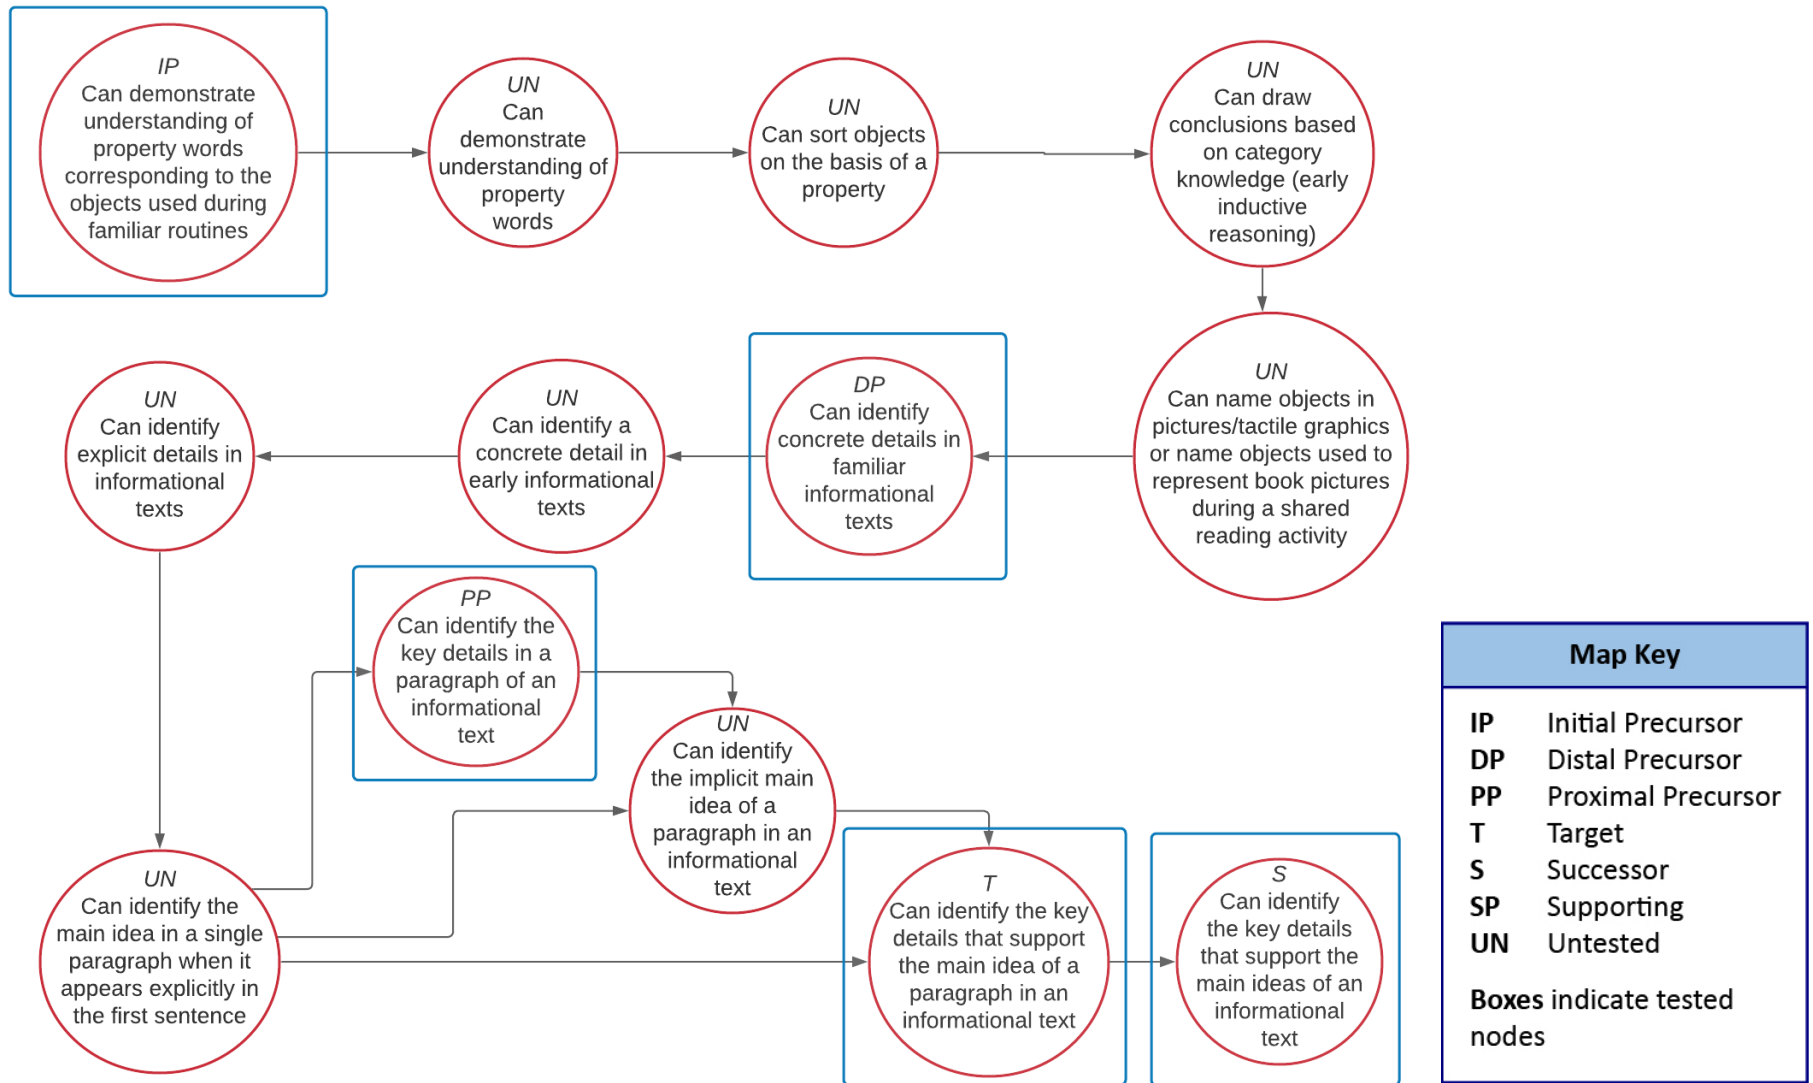 IP
Can demonstrate
understanding of
property words
corresponding to the
objects used during
familiar routines
UN
Can
demonstrate
understanding of
property
words
UN
Can sort objects
on the basis of a
property
UN
Can draw
conclusions based
on category
knowledge (early
inductive
reasoning)
UN
Can name objects in
pictures/tactile graphics
or name objects used to
represent book pictures
during a shared
reading activity
DP
Can identify
concrete details in
familiar
informational
texts
UN
Can identify a
concrete detail in
early informational
texts
UN
Can identify
explicit details in
informational
texts
UN
Can identify the
main idea in a single
paragraph when it
appears explicitly in
the first sentence
PP
Can identify the
key details in a
paragraph of an
informational
text
UN
Can identify
the implicit main
idea of a
paragraph in an
informational
text
T
Can identify the key
details that support
the main idea of a
paragraph in an
informational text
S
Can identify
the key details
that support the
main ideas of an
informational
text
Map Key
IP Initial Precursor
DP Distal Precursor
PP Proximal Precursor
T Target
S Successor
SP Supporting
UN Untested
Boxes indicate tested
nodes